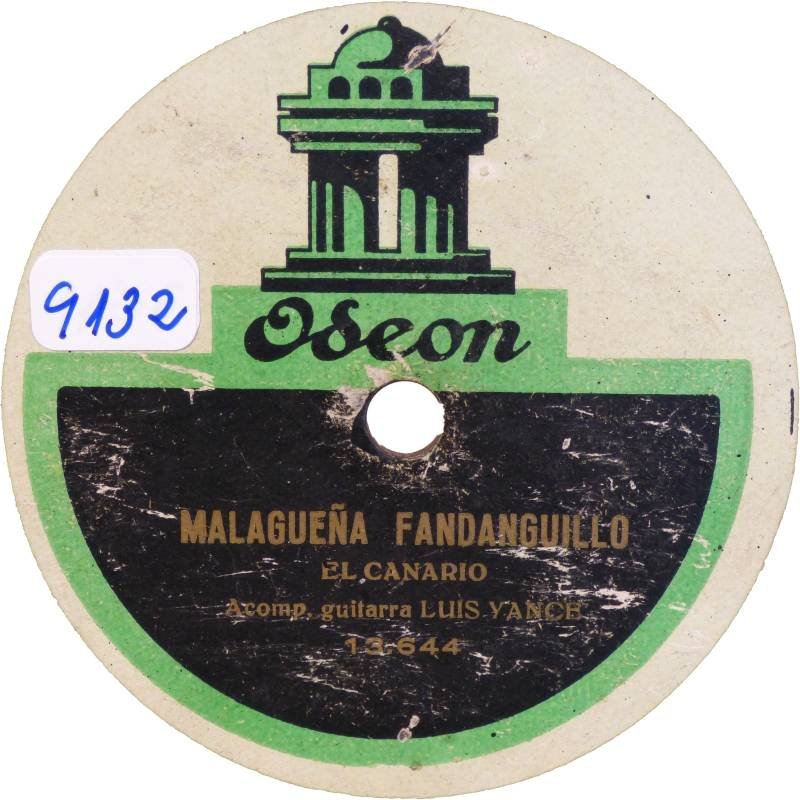 9132
Odeon
MALAGUEÑA FANDANGUILLO
EL CANARIO
Acomp. guitarra LUIS YANCE
13.644